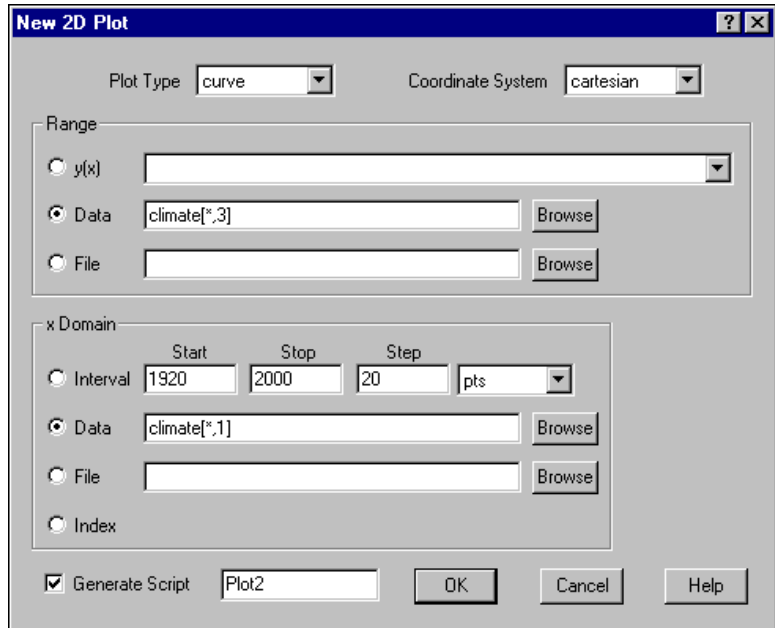 New 2D Plot
Plot Type curve Coordinate System cartesian
Range
y(x)
Data climate[*,3] Browse
File Browse
x Domain
Start Stop Step
Interval 1920 2000 20 pts
Data climate[*,1] Browse
File Browse
Index
Generate Script Plot2 OK Cancel Help